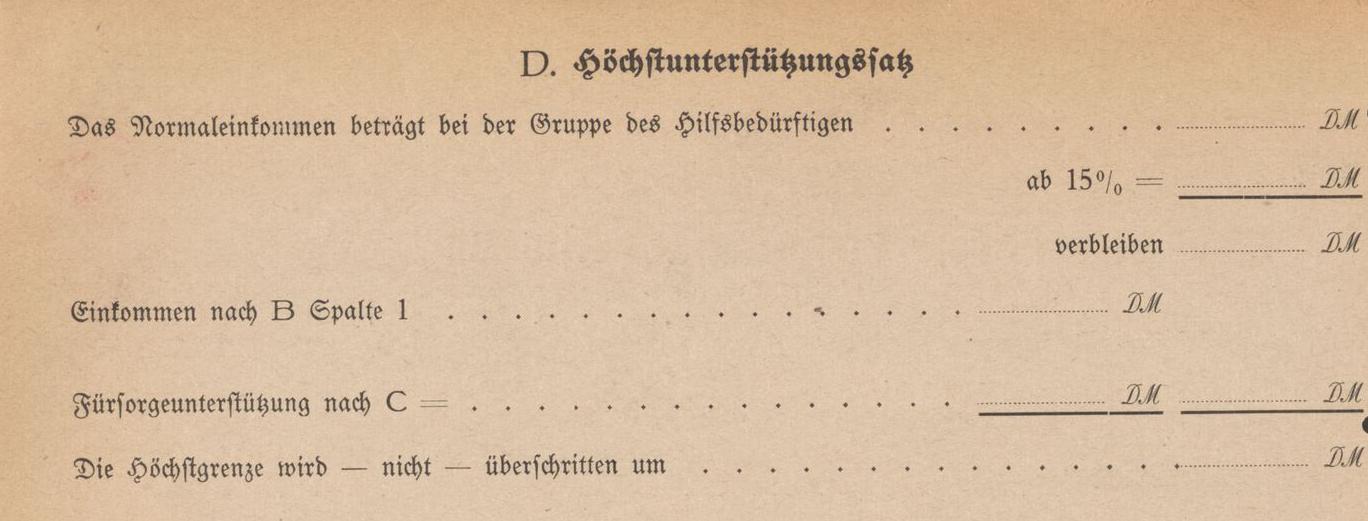 D. Höchstunterstützungssatz
Das Normaleinkommen beträgt bei der Gruppe des Hilfsbedürftigen . . . . . . . . . ........................ DM
ab 15% = ........................ DM
verbleiben ........................ DM
Einkommen nach B Spalte 1 . . . . . . . . . . . . . . . . ........................ DM
Fürsorgeunterstützung nach C = . . . . . . . . . . . . . . . ........................ DM ........................ DM
Die Höchstgrenze wird — nicht — überschritten um . . . . . . . . . . . . . . . ........................ DM